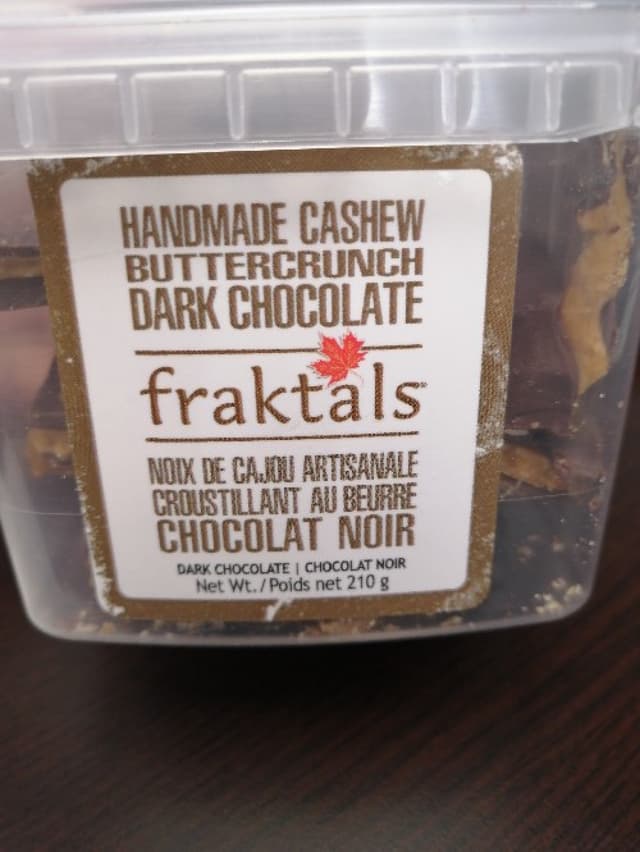 HANDMADE CASHEW
BUTTERCRUNCH
DARK CHOCOLATE
fraktals
NOIX DE CAJOU ARTISANALE
CROUSTILLANT AU BEURRE
CHOCOLAT NOIR
DARK CHOCOLATE | CHOCOLAT NOIR
Net Wt. / Poids net 210 g